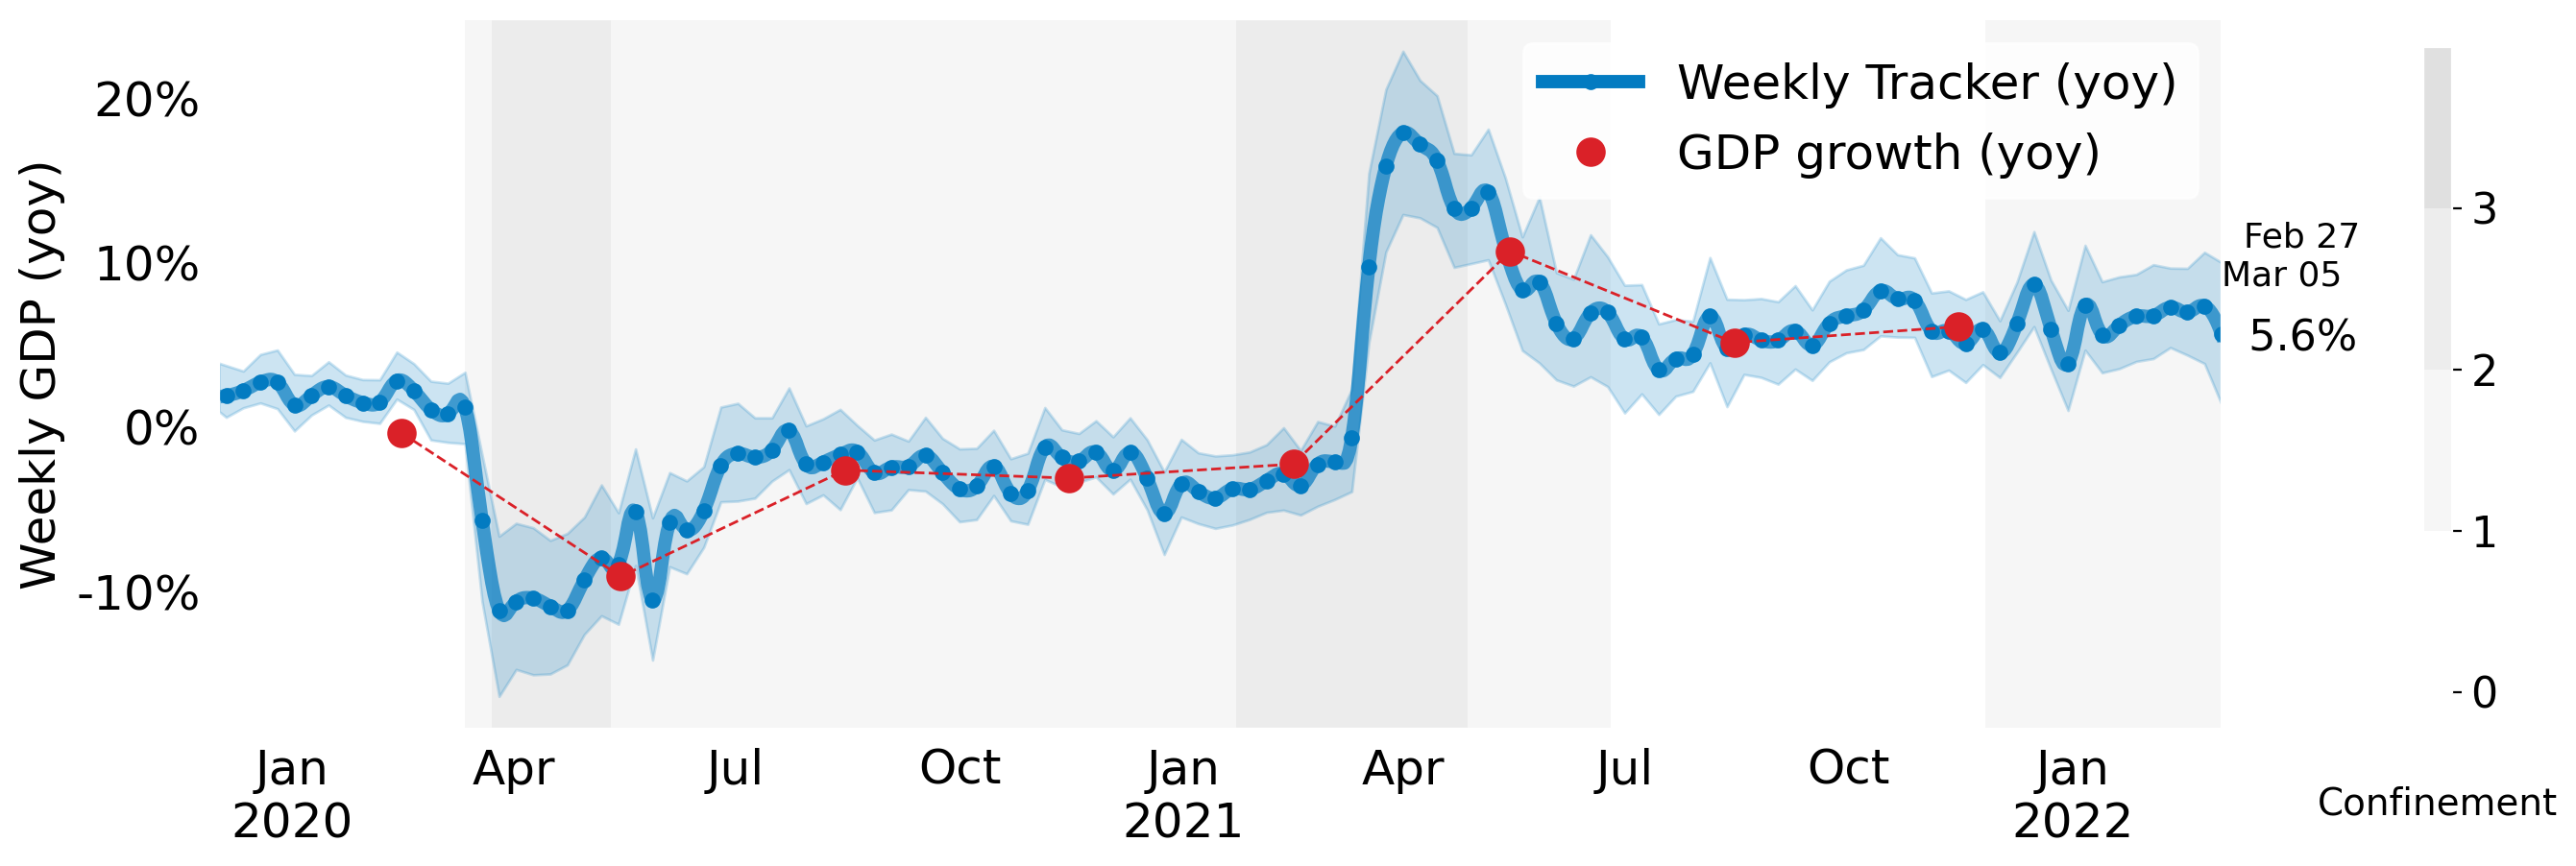 Weekly GDP (yoy)
20%
10%
0%
-10%
Weekly Tracker (yoy)
GDP growth (yoy)
Feb 27
Mar 05
5.6%
3
2
1
0
Jan Apr Jul Oct Jan Apr Jul Oct Jan
2020 2021 2022
Confinement